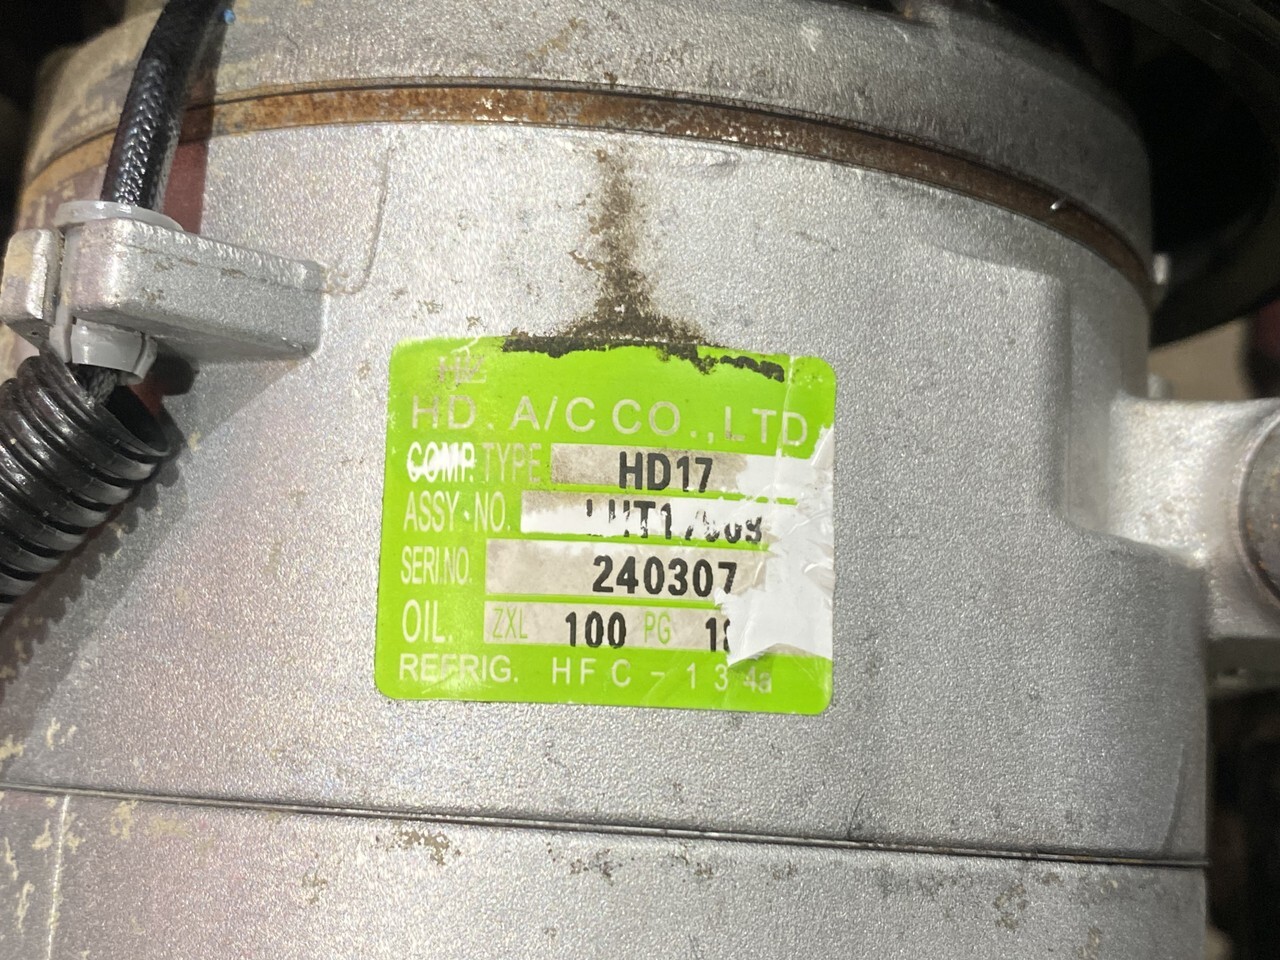 HD. A/C CO.,LTD
COMP.TYPE HD17
ASSY·NO.
SERI.NO. 240307
OIL. ZXL 100 PG
REFRIG. HFC-134a